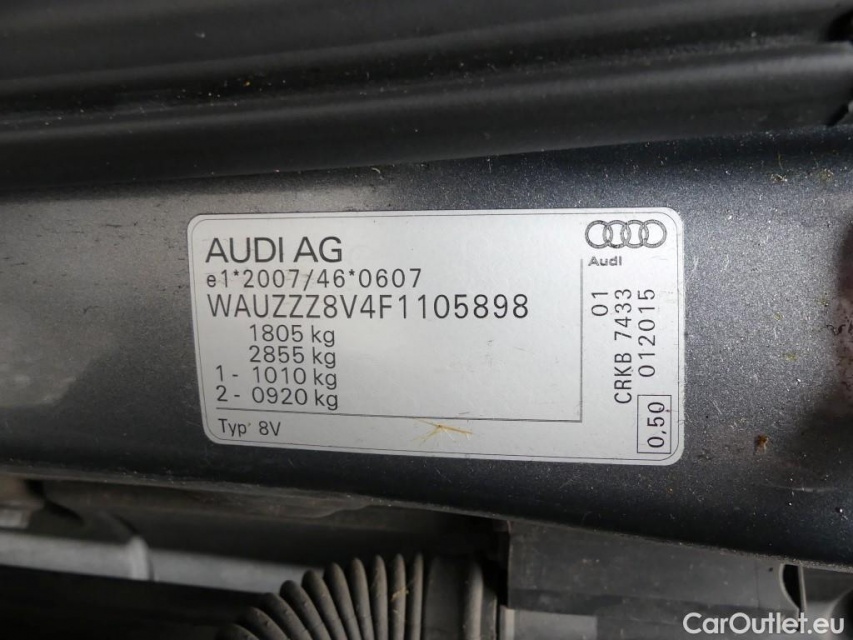 AUDI AG
e1*2007/46*0607
WAUZZZ8V4F1105898
1805 kg
2855 kg
1 - 1010 kg
2 - 0920 kg
Typ' 8V
Audi
01
CRKB 7433
012015
0,50
CarOutlet.eu